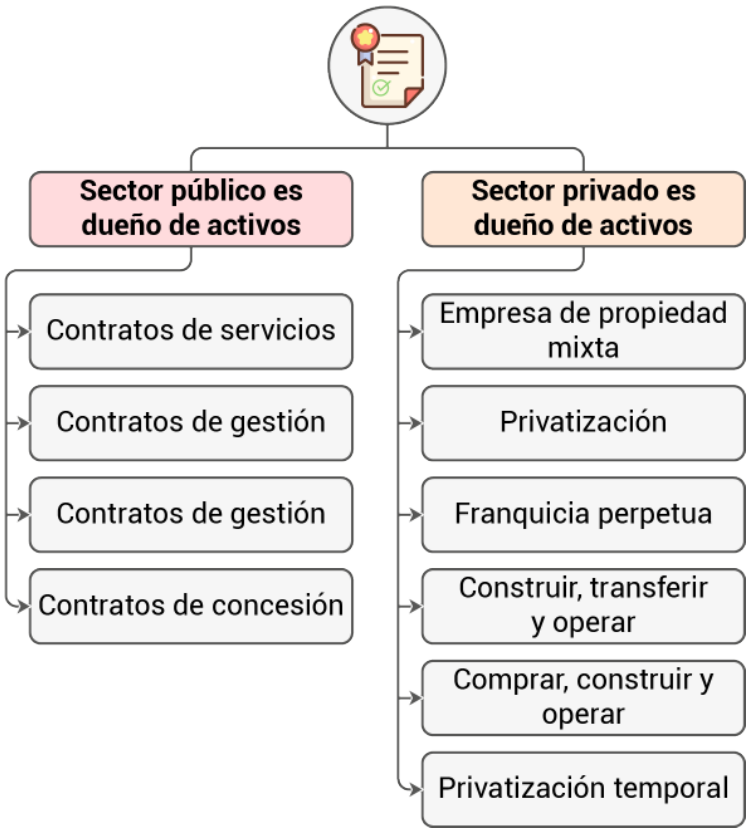 Sector público es
dueño de activos
Contratos de servicios
Contratos de gestión
Contratos de gestión
Contratos de concesión
Sector privado es
dueño de activos
Empresa de propiedad
mixta
Privatización
Franquicia perpetua
Construir, transferir
y operar
Comprar, construir y
operar
Privatización temporal